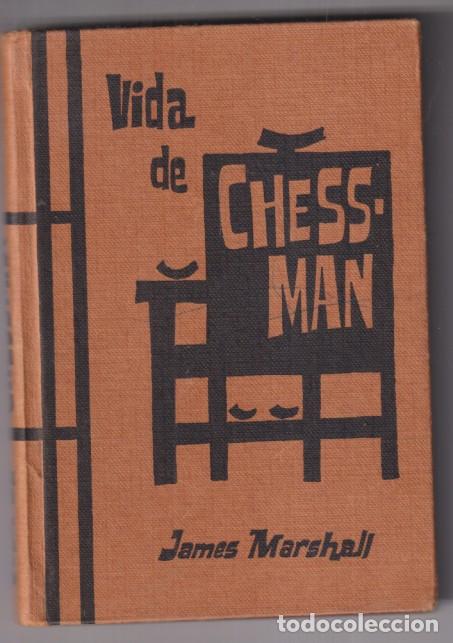 Vida
de
CHESS-
MAN
James Marshall
todocoleccion